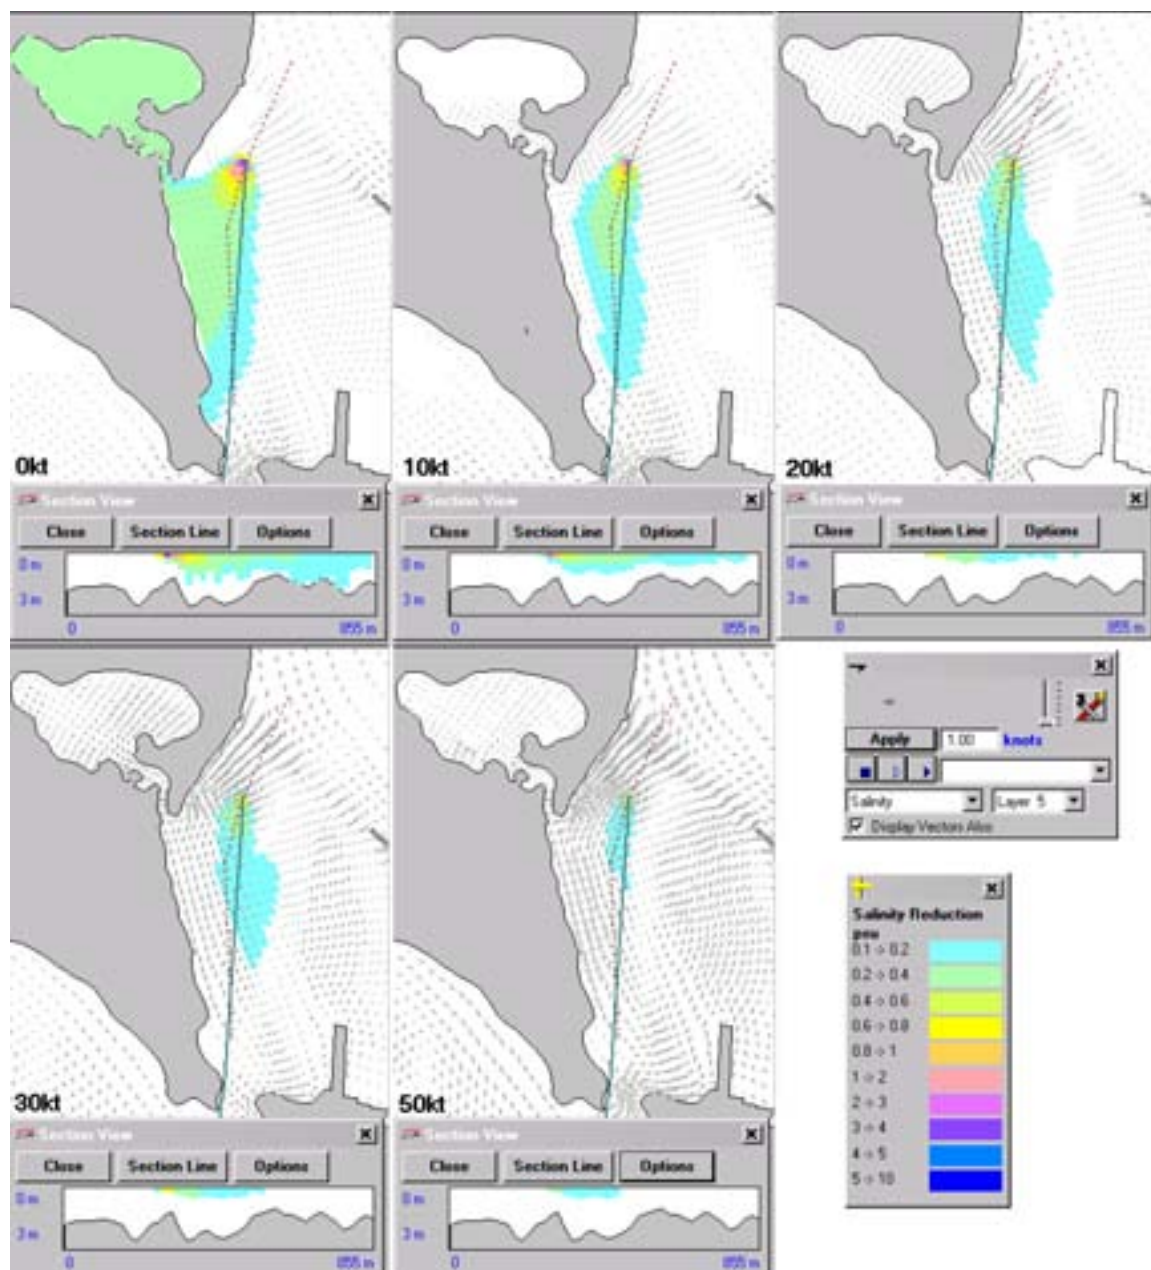 0kt
10kt
20kt
Section View
Close Section Line Options
0 m
3 m
0 855 m
Section View
Close Section Line Options
0 m
3 m
0 855 m
Section View
Close Section Line Options
0 m
3 m
0 855 m
30kt
50kt
Section View
Close Section Line Options
0 m
3 m
0 855 m
Section View
Close Section Line Options
0 m
3 m
0 855 m
3
Apply 1.00 knots
Salinity Layer 5
Display Vectors Also
Salinity Reduction
psu
0.1 -> 0.2
0.2 -> 0.4
0.4 -> 0.6
0.6 -> 0.8
0.8 -> 1
1 -> 2
2 -> 3
3 -> 4
4 -> 5
5 -> 10